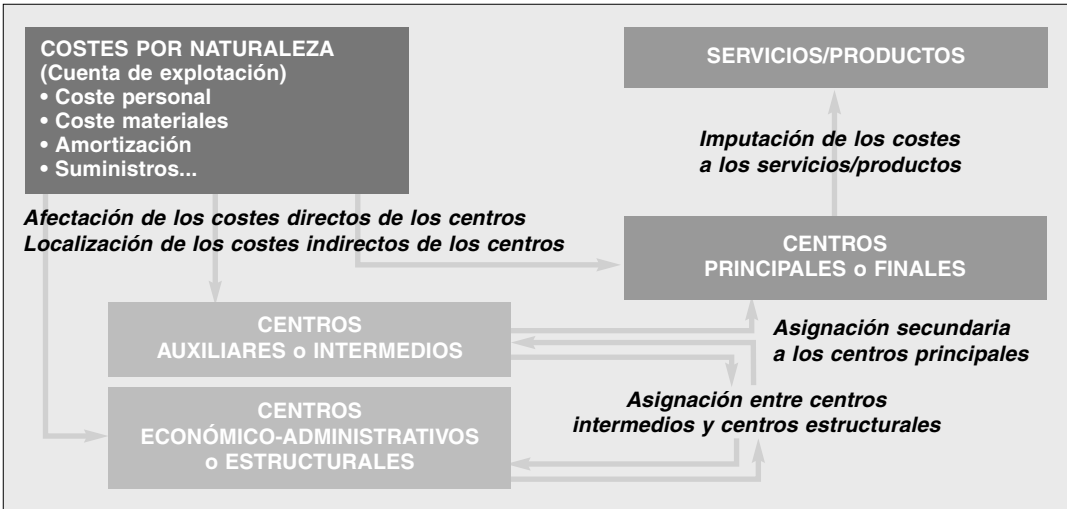 COSTES POR NATURALEZA
(Cuenta de explotación)
• Coste personal
• Coste materiales
• Amortización
• Suministros...
SERVICIOS/PRODUCTOS
Imputación de los costes
a los servicios/productos
Afectación de los costes directos de los centros
Localización de los costes indirectos de los centros
CENTROS
PRINCIPALES o FINALES
CENTROS
AUXILIARES o INTERMEDIOS
Asignación secundaria
a los centros principales
CENTROS
ECONÓMICO-ADMINISTRATIVOS
o ESTRUCTURALES
Asignación entre centros
intermedios y centros estructurales